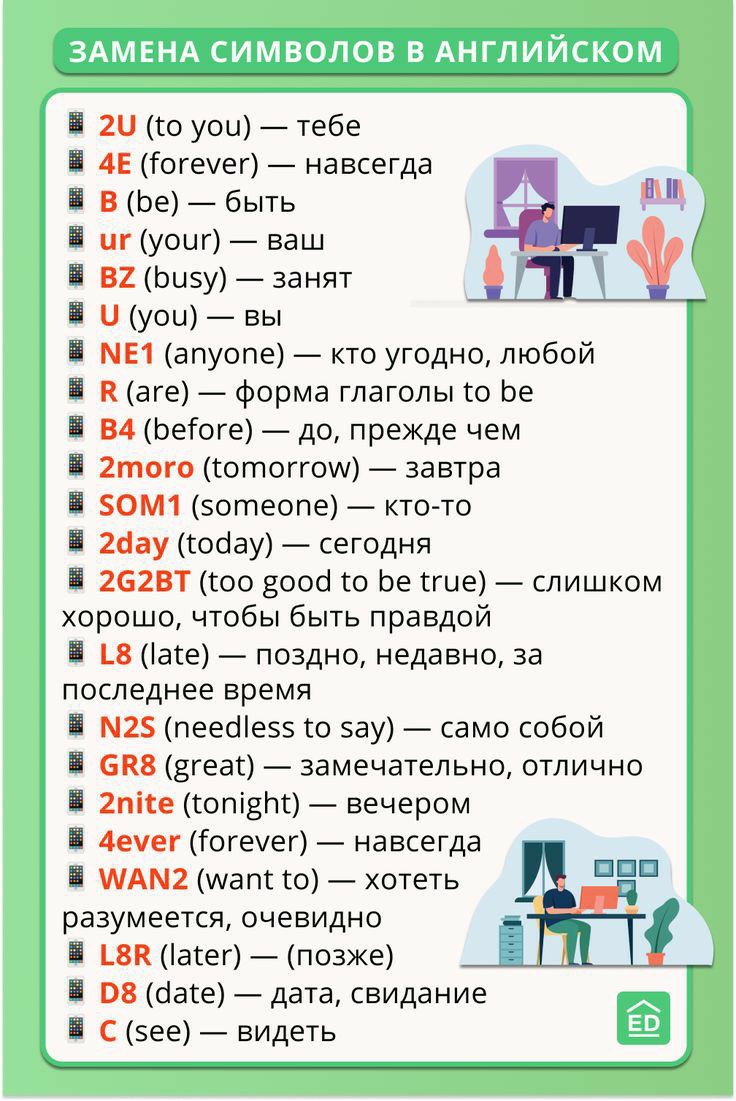 ЗАМЕНА СИМВОЛОВ В АНГЛИЙСКОМ
2U (to you) — тебе
4E (forever) — навсегда
B (be) — быть
ur (your) — ваш
BZ (busy) — занят
U (you) — вы
NE1 (anyone) — кто угодно, любой
R (are) — форма глаголы to be
B4 (before) — до, прежде чем
2moro (tomorrow) — завтра
SOM1 (someone) — кто-то
2day (today) — сегодня
2G2BT (too good to be true) — слишком
хорошо, чтобы быть правдой
L8 (late) — поздно, недавно, за
последнее время
N2S (needless to say) — само собой
GR8 (great) — замечательно, отлично
2nite (tonight) — вечером
4ever (forever) — навсегда
WAN2 (want to) — хотеть
разумеется, очевидно
L8R (later) — (позже)
D8 (date) — дата, свидание
C (see) — видеть
ED